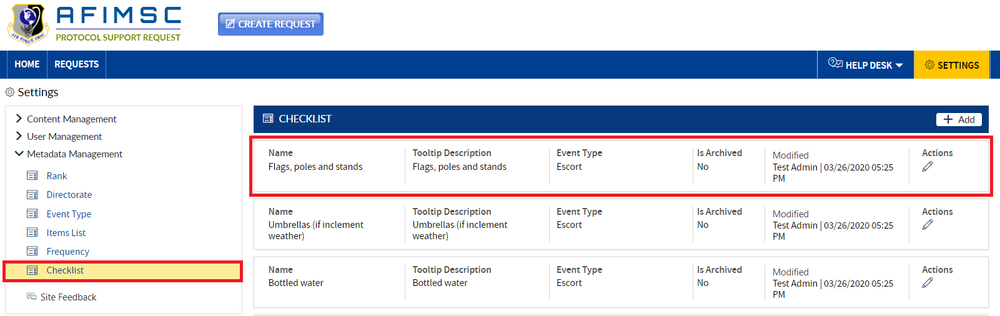 AFIMSC
AIR FORCE IMSC
PROTOCOL SUPPORT REQUEST
CREATE REQUEST
HOME
REQUESTS
HELP DESK
SETTINGS
Settings
Content Management
User Management
Metadata Management
Rank
Directorate
Event Type
Items List
Frequency
Checklist
Site Feedback
CHECKLIST
+ Add
Name Tooltip Description Event Type Is Archived Modified Actions
Flags, poles and stands Flags, poles and stands Escort No Test Admin | 03/26/2020 05:25
PM
Name Tooltip Description Event Type Is Archived Modified Actions
Umbrellas (if inclement Umbrellas (if inclement Escort No Test Admin | 03/26/2020 05:25
weather) weather) PM
Name Tooltip Description Event Type Is Archived Modified Actions
Bottled water Bottled water Escort No Test Admin | 03/26/2020 05:25
PM